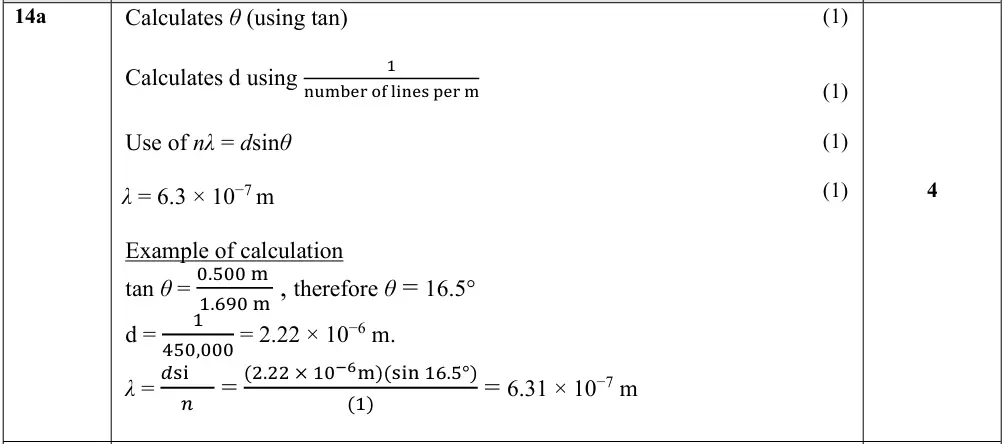 14a Calculates θ (using tan) (1)
Calculates d using 1/number of lines per m (1)
Use of nλ = dsinθ (1)
λ = 6.3 × 10⁻⁷ m (1) 4
Example of calculation
tan θ = 0.500 m/1.690 m , therefore θ = 16.5°
d = 1/450,000 = 2.22 × 10⁻⁶ m.
λ = dsi/n = (2.22 × 10⁻⁶m)(sin 16.5°)/(1) = 6.31 × 10⁻⁷ m